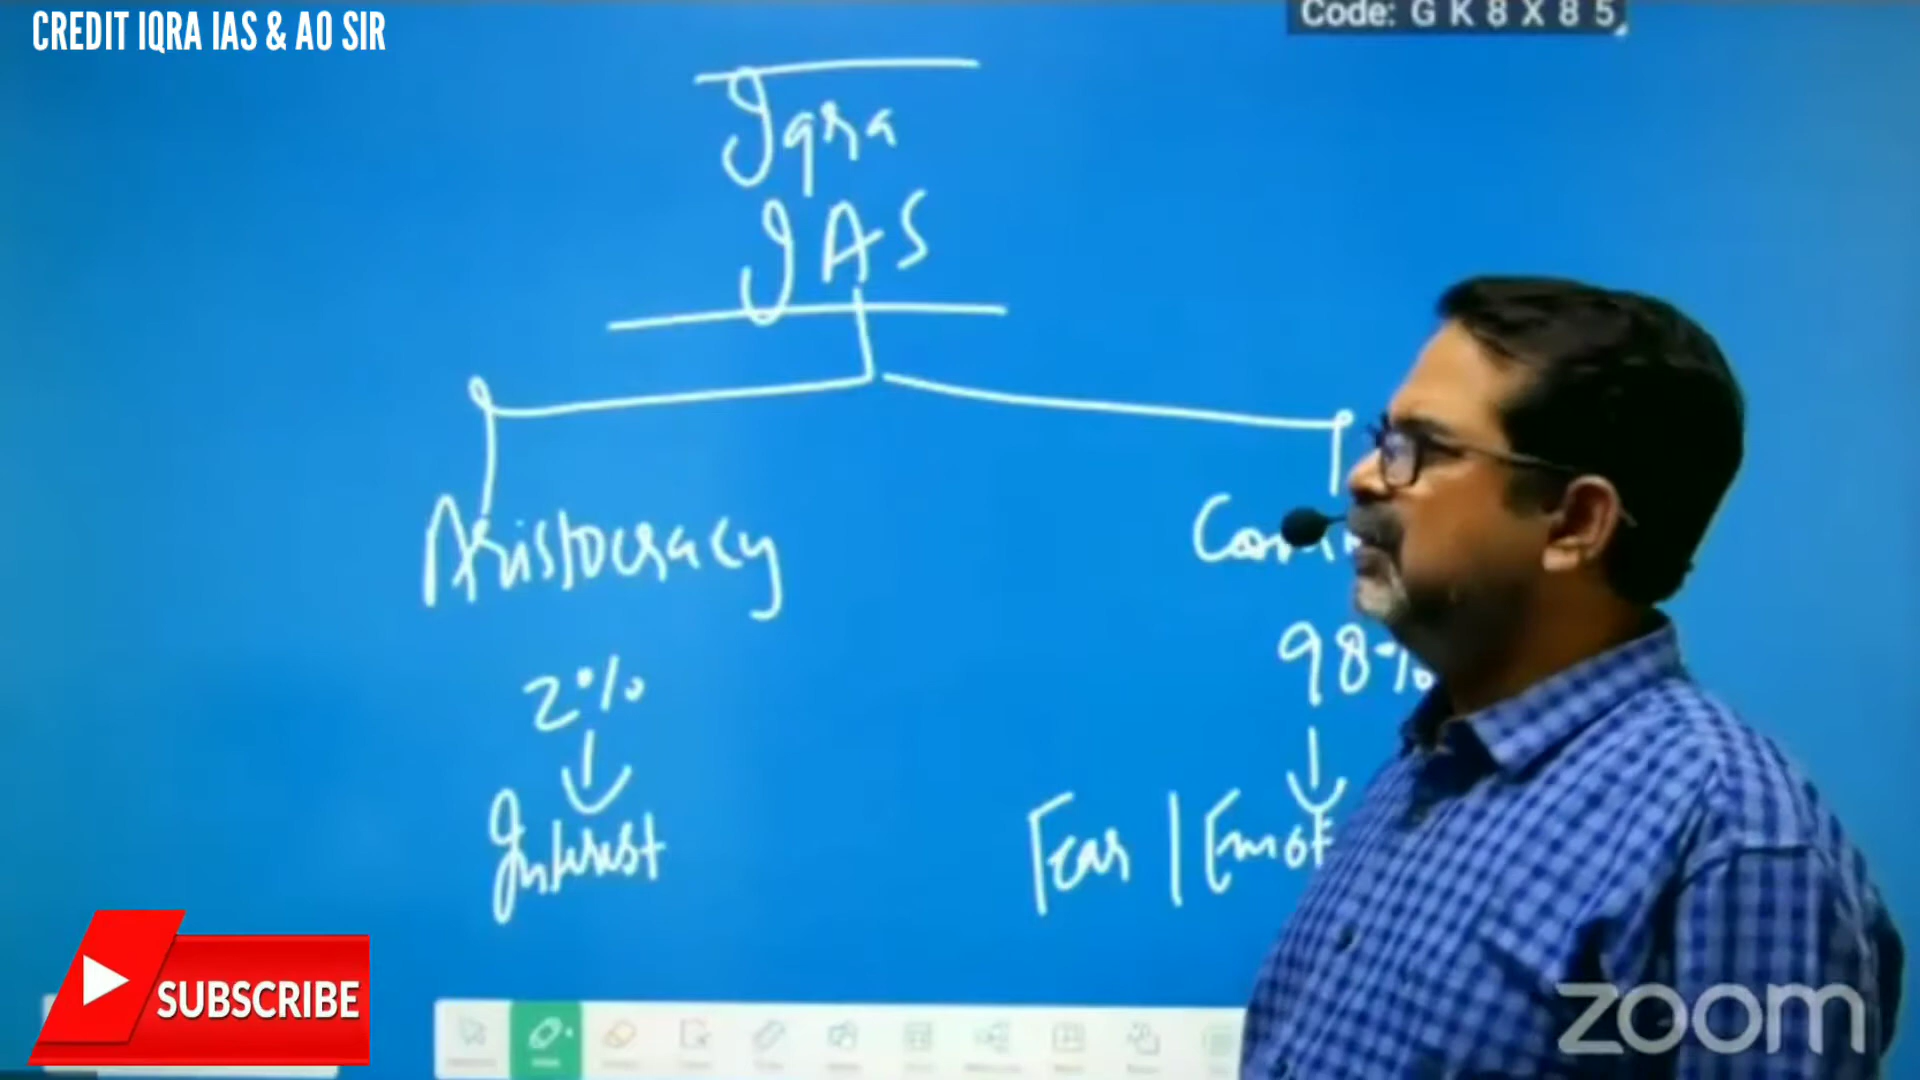 CREDIT IQRA IAS & AO SIR
Code: G K 8 X 8 5
Iqra
IAS
Aristocracy
2%
98%
Interest
Fear | Emot
SUBSCRIBE
zoom